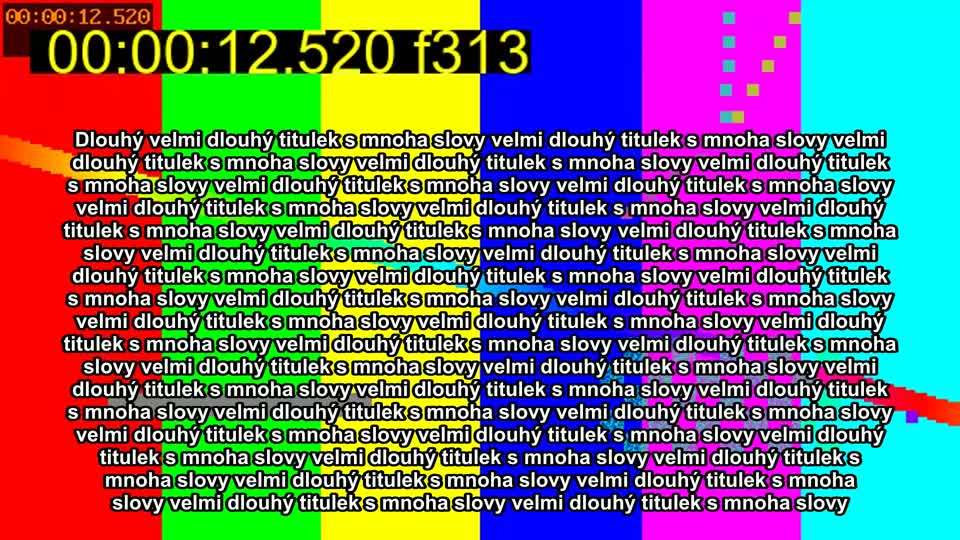 00:00:12.520
00:00:12.520 f313
Dlouhý velmi dlouhý titulek s mnoha slovy velmi dlouhý titulek s mnoha slovy velmi
dlouhý titulek s mnoha slovy velmi dlouhý titulek s mnoha slovy velmi dlouhý titulek
s mnoha slovy velmi dlouhý titulek s mnoha slovy velmi dlouhý titulek s mnoha slovy
velmi dlouhý titulek s mnoha slovy velmi dlouhý titulek s mnoha slovy velmi dlouhý
titulek s mnoha slovy velmi dlouhý titulek s mnoha slovy velmi dlouhý titulek s mnoha
slovy velmi dlouhý titulek s mnoha slovy velmi dlouhý titulek s mnoha slovy velmi
dlouhý titulek s mnoha slovy velmi dlouhý titulek s mnoha slovy velmi dlouhý titulek
s mnoha slovy velmi dlouhý titulek s mnoha slovy velmi dlouhý titulek s mnoha slovy
velmi dlouhý titulek s mnoha slovy velmi dlouhý titulek s mnoha slovy velmi dlouhý
titulek s mnoha slovy velmi dlouhý titulek s mnoha slovy velmi dlouhý titulek s mnoha
slovy velmi dlouhý titulek s mnoha slovy velmi dlouhý titulek s mnoha slovy velmi
dlouhý titulek s mnoha slovy velmi dlouhý titulek s mnoha slovy velmi dlouhý titulek
s mnoha slovy velmi dlouhý titulek s mnoha slovy velmi dlouhý titulek s mnoha slovy
velmi dlouhý titulek s mnoha slovy velmi dlouhý titulek s mnoha slovy velmi dlouhý
titulek s mnoha slovy velmi dlouhý titulek s mnoha slovy velmi dlouhý titulek s
mnoha slovy velmi dlouhý titulek s mnoha slovy velmi dlouhý titulek s mnoha
slovy velmi dlouhý titulek s mnoha slovy velmi dlouhý titulek s mnoha slovy